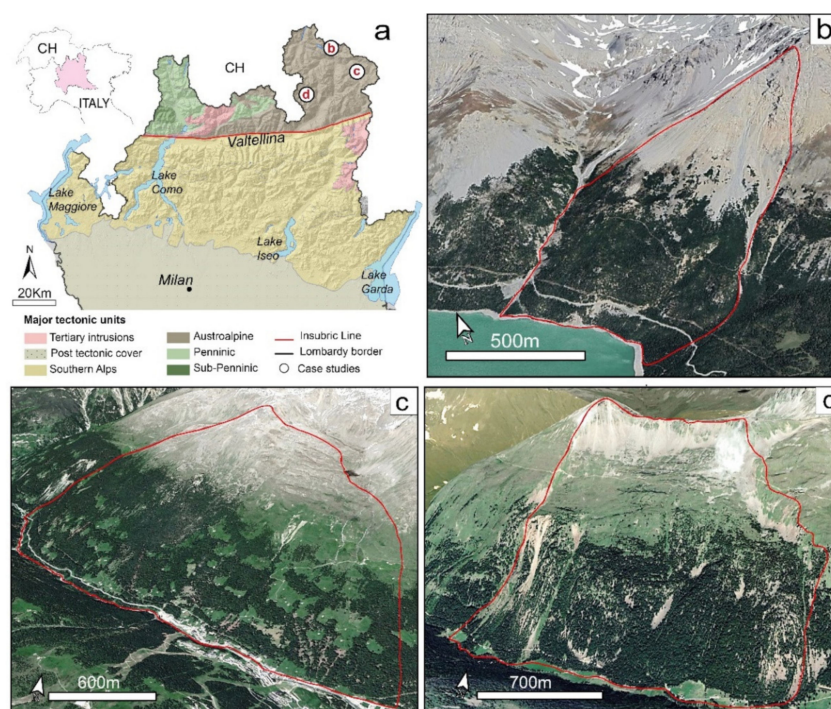 a
CH
ITALY
CH
b
c
d
Valtellina
Lake
Maggiore
Lake
Como
Lake
Iseo
Lake
Garda
N
20Km
Milan
Major tectonic units
Tertiary intrusions
Post tectonic cover
Southern Alps
Austroalpine
Penninic
Sub-Penninic
Insubric Line
Lombardy border
Case studies
b
N
500m
c
600m
d
700m